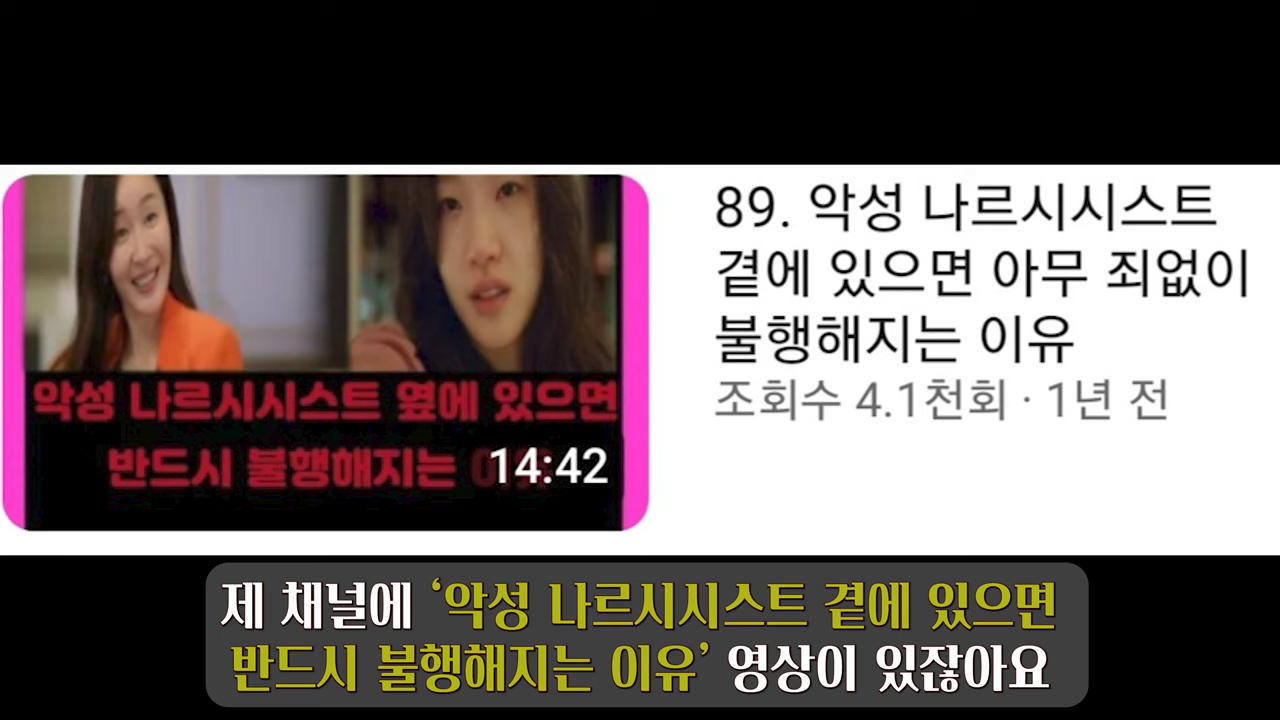 악성 나르시시스트 옆에 있으면
반드시 불행해지는
14:42
89. 악성 나르시시스트
곁에 있으면 아무 죄없이
불행해지는 이유
조회수 4.1천회 · 1년 전
제 채널에 ‘악성 나르시시스트 곁에 있으면
반드시 불행해지는 이유’ 영상이 있잖아요